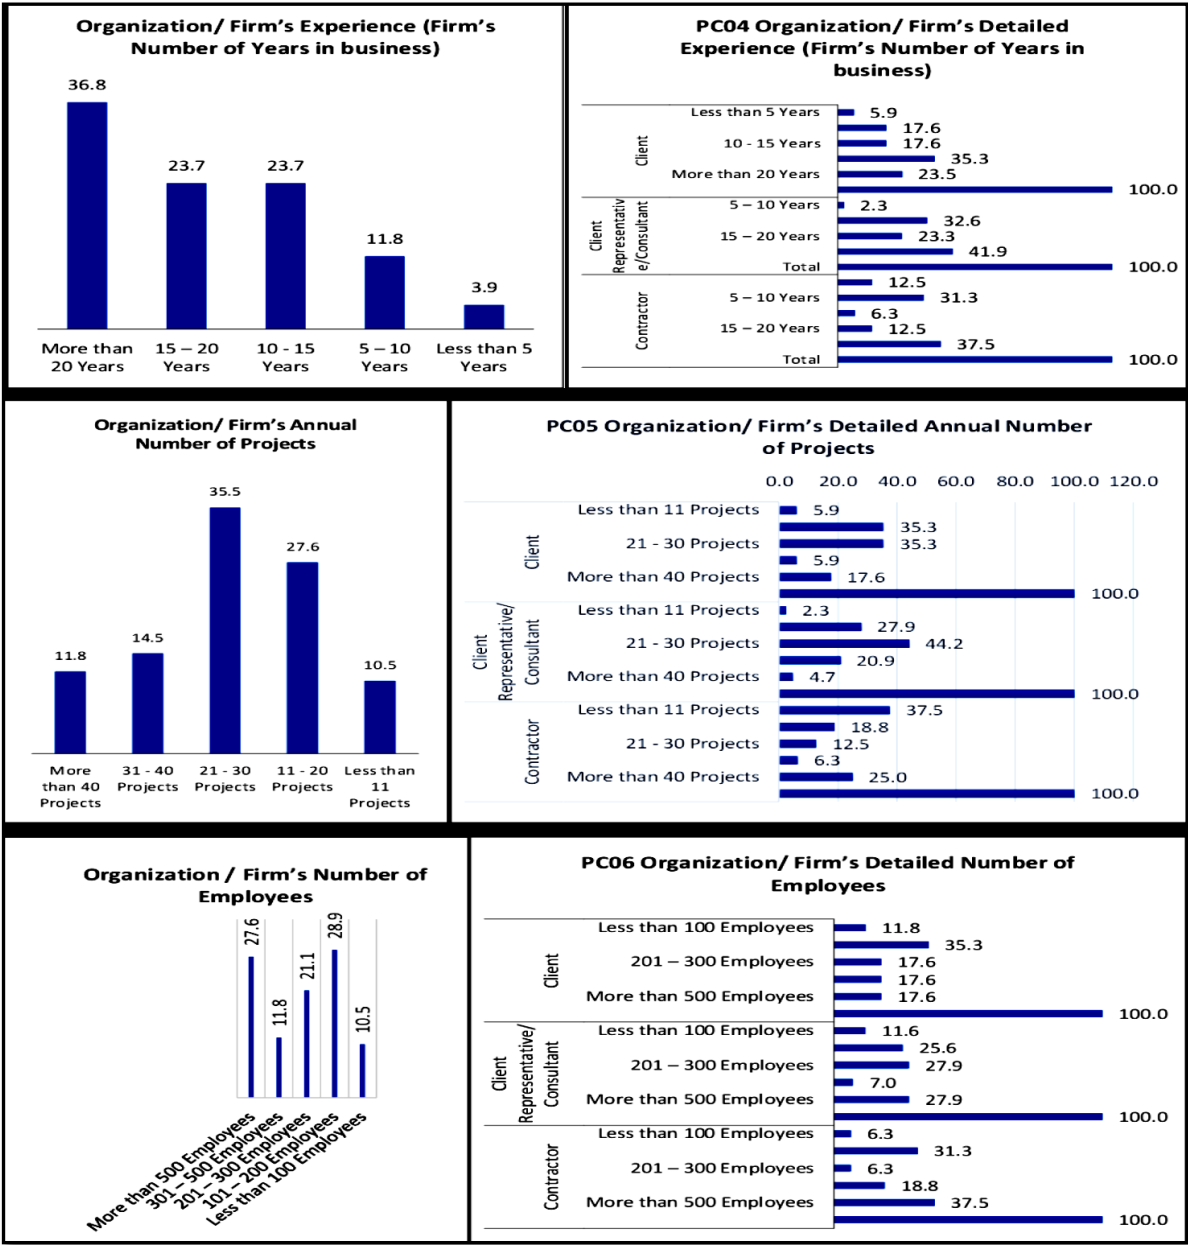 Organization/ Firm's Experience (Firm's
Number of Years in business)
36.8
23.7
23.7
11.8
3.9
More than
20 Years
15 – 20
Years
10 - 15
Years
5 – 10
Years
Less than 5
Years
PC04 Organization/ Firm's Detailed
Experience (Firm's Number of Years in
business)
Client
Less than 5 Years
5.9
17.6
10 - 15 Years
17.6
35.3
More than 20 Years
23.5
100.0
Client
Representativ
e/Consultant
5 – 10 Years
2.3
32.6
15 – 20 Years
23.3
41.9
Total
100.0
Contractor
12.5
5 – 10 Years
31.3
6.3
15 – 20 Years
12.5
37.5
Total
100.0
Organization/ Firm's Annual
Number of Projects
11.8
14.5
35.5
27.6
10.5
More
than 40
Projects
31 - 40
Projects
21 - 30
Projects
11 - 20
Projects
Less than
11
Projects
PC05 Organization/ Firm's Detailed Annual Number
of Projects
0.0 20.0 40.0 60.0 80.0 100.0 120.0
Client
Less than 11 Projects
5.9
35.3
21 - 30 Projects
35.3
5.9
More than 40 Projects
17.6
100.0
Client
Representative/
Consultant
Less than 11 Projects
2.3
27.9
21 - 30 Projects
44.2
20.9
More than 40 Projects
4.7
100.0
Contractor
Less than 11 Projects
37.5
18.8
21 - 30 Projects
12.5
6.3
More than 40 Projects
25.0
100.0
Organization / Firm's Number of
Employees
27.6
11.8
21.1
28.9
10.5
More than 500 Employees
301 – 500 Employees
201 – 300 Employees
101 – 200 Employees
Less than 100 Employees
PC06 Organization/ Firm's Detailed Number of
Employees
Client
Less than 100 Employees
11.8
35.3
201 – 300 Employees
17.6
17.6
More than 500 Employees
17.6
100.0
Client
Representative/
Consultant
Less than 100 Employees
11.6
25.6
201 – 300 Employees
27.9
7.0
More than 500 Employees
27.9
100.0
Contractor
Less than 100 Employees
6.3
31.3
201 – 300 Employees
6.3
18.8
More than 500 Employees
37.5
100.0